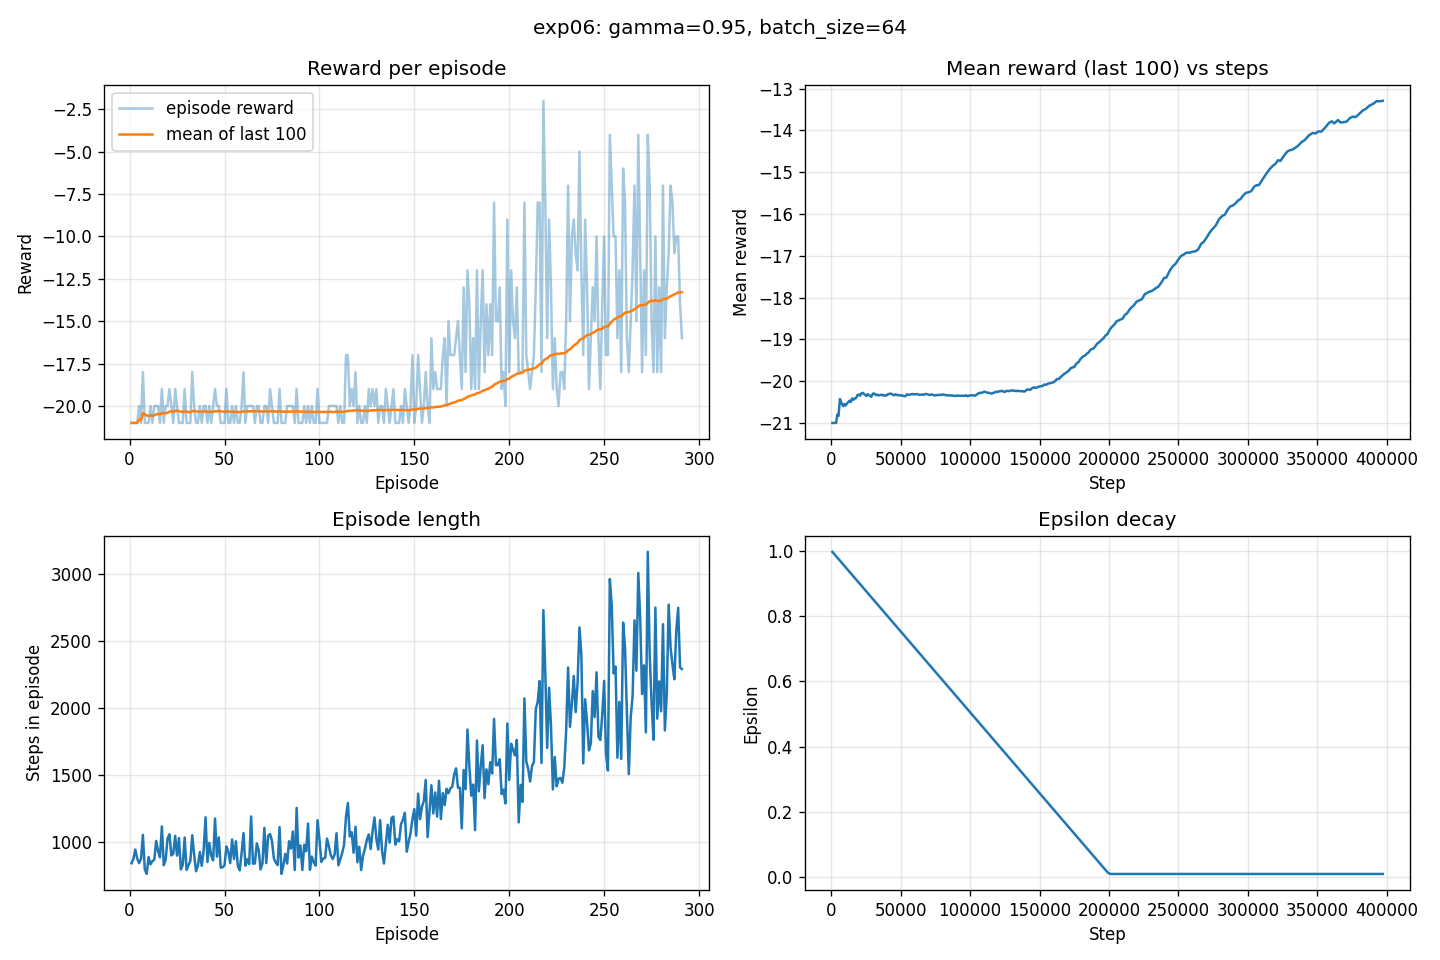 exp06: gamma=0.95, batch_size=64
Reward per episode
episode reward
mean of last 100
−2.5
−5.0
−7.5
−10.0
−12.5
−15.0
−17.5
−20.0
Reward
0 50 100 150 200 250 300
Episode
Mean reward (last 100) vs steps
−13
−14
−15
−16
−17
−18
−19
−20
−21
Mean reward
0 50000 100000 150000 200000 250000 300000 350000 400000
Step
Episode length
3000
2500
2000
1500
1000
Steps in episode
0 50 100 150 200 250 300
Episode
Epsilon decay
1.0
0.8
0.6
0.4
0.2
0.0
Epsilon
0 50000 100000 150000 200000 250000 300000 350000 400000
Step